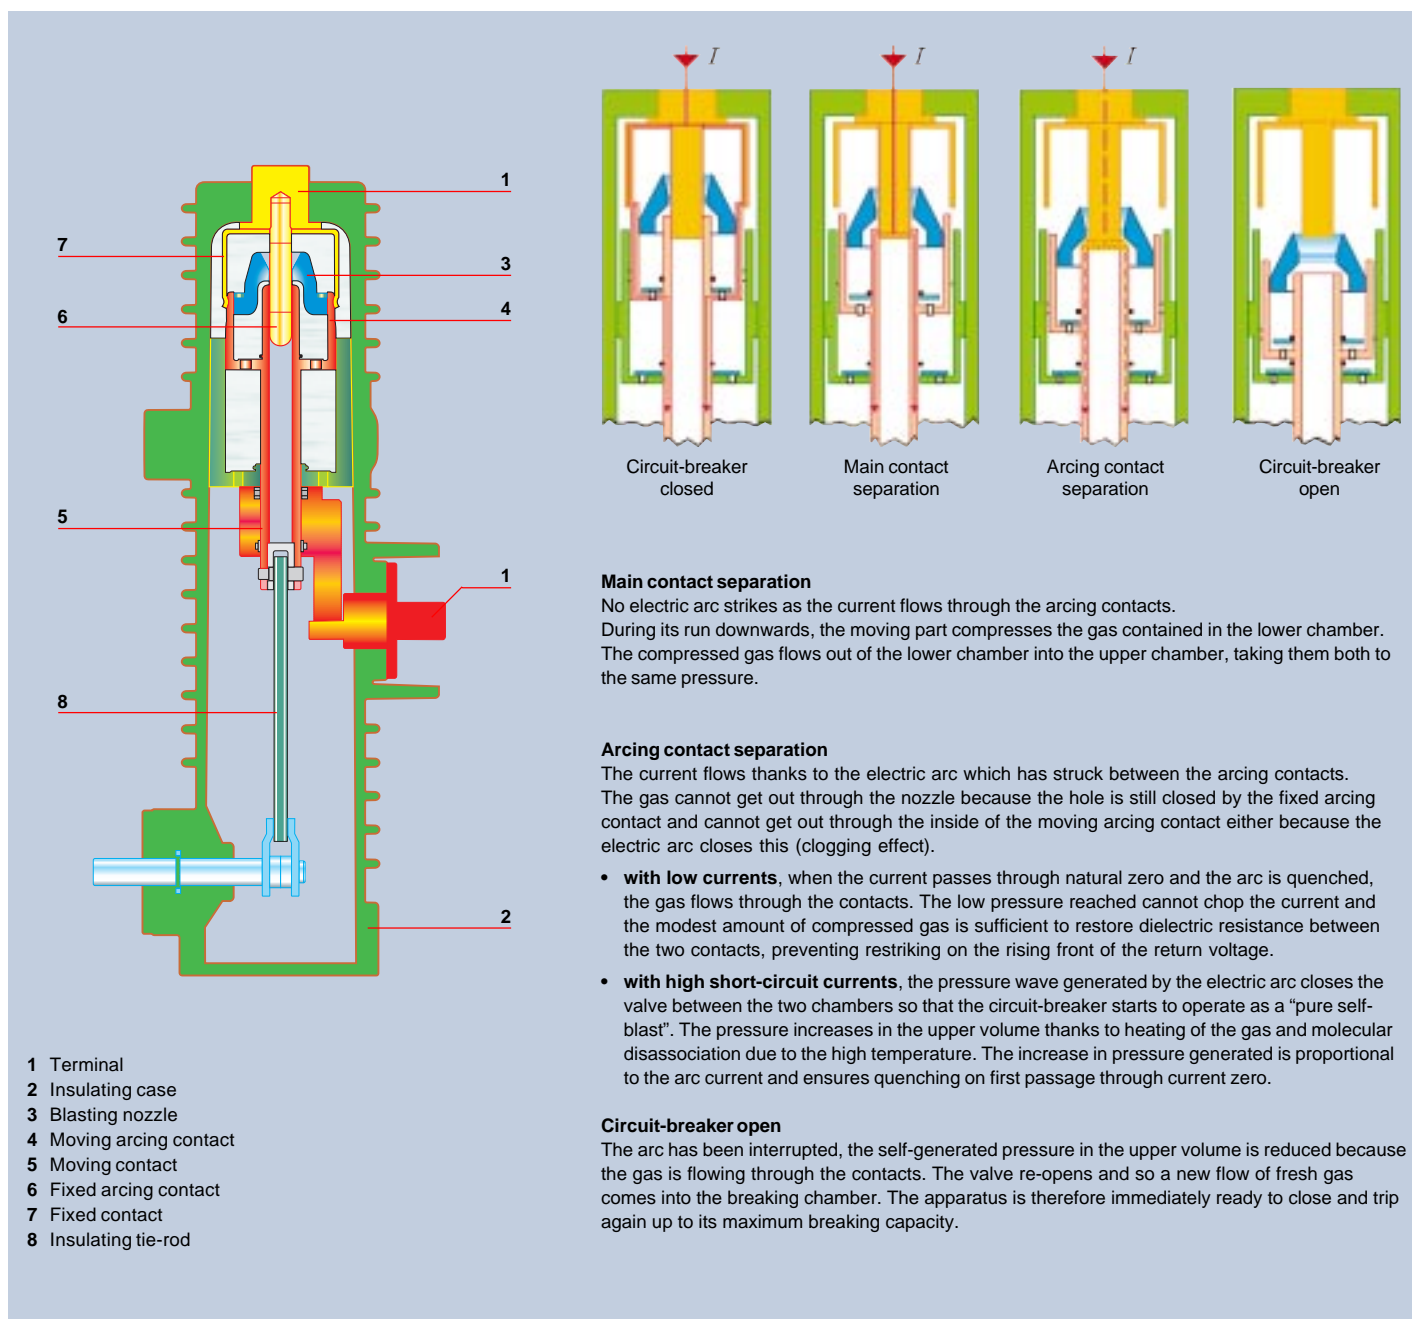 I
I
I
1
7
3
4
6
5
1
8
2
Circuit-breaker
closed
Main contact
separation
Arcing contact
separation
Circuit-breaker
open
1 Terminal
2 Insulating case
3 Blasting nozzle
4 Moving arcing contact
5 Moving contact
6 Fixed arcing contact
7 Fixed contact
8 Insulating tie-rod
Main contact separation
No electric arc strikes as the current flows through the arcing contacts.
During its run downwards, the moving part compresses the gas contained in the lower chamber.
The compressed gas flows out of the lower chamber into the upper chamber, taking them both to
the same pressure.
Arcing contact separation
The current flows thanks to the electric arc which has struck between the arcing contacts.
The gas cannot get out through the nozzle because the hole is still closed by the fixed arcing
contact and cannot get out through the inside of the moving arcing contact either because the
electric arc closes this (clogging effect).
• with low currents, when the current passes through natural zero and the arc is quenched,
the gas flows through the contacts. The low pressure reached cannot chop the current and
the modest amount of compressed gas is sufficient to restore dielectric resistance between
the two contacts, preventing restriking on the rising front of the return voltage.
• with high short-circuit currents, the pressure wave generated by the electric arc closes the
valve between the two chambers so that the circuit-breaker starts to operate as a “pure self-
blast”. The pressure increases in the upper volume thanks to heating of the gas and molecular
disassociation due to the high temperature. The increase in pressure generated is proportional
to the arc current and ensures quenching on first passage through current zero.
Circuit-breaker open
The arc has been interrupted, the self-generated pressure in the upper volume is reduced because
the gas is flowing through the contacts. The valve re-opens and so a new flow of fresh gas
comes into the breaking chamber. The apparatus is therefore immediately ready to close and trip
again up to its maximum breaking capacity.